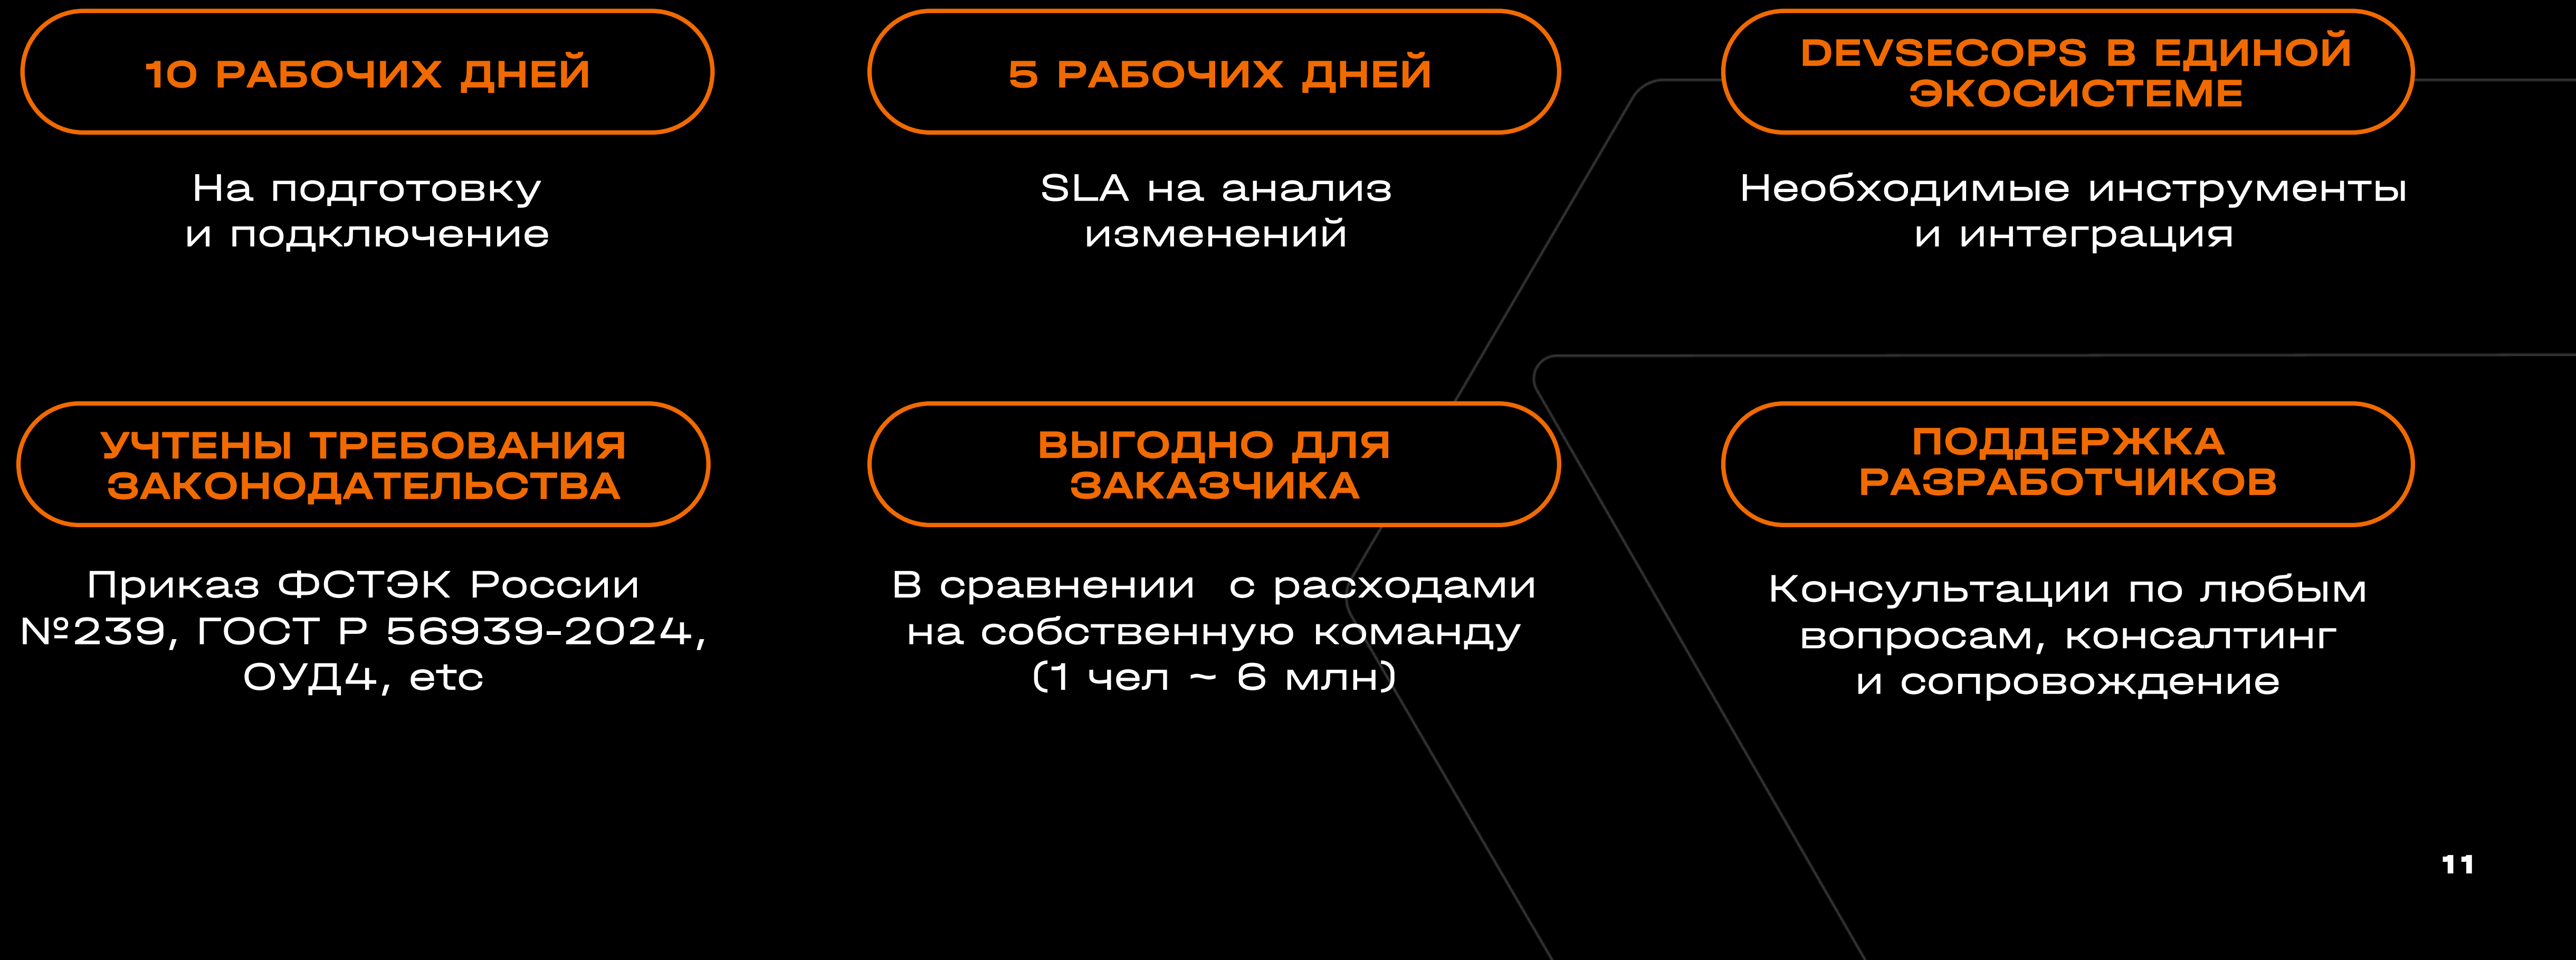 10 РАБОЧИХ ДНЕЙ
На подготовку
и подключение
5 РАБОЧИХ ДНЕЙ
SLA на анализ
изменений
DEVSECOPS В ЕДИНОЙ
ЭКОСИСТЕМЕ
Необходимые инструменты
и интеграция
УЧТЕНЫ ТРЕБОВАНИЯ
ЗАКОНОДАТЕЛЬСТВА
Приказ ФСТЭК России
№239, ГОСТ Р 56939-2024,
ОУД4, etc
ВЫГОДНО ДЛЯ
ЗАКАЗЧИКА
В сравнении  с расходами
на собственную команду
(1 чел ~ 6 млн)
ПОДДЕРЖКА
РАЗРАБОТЧИКОВ
Консультации по любым
вопросам, консалтинг
и сопровождение
11